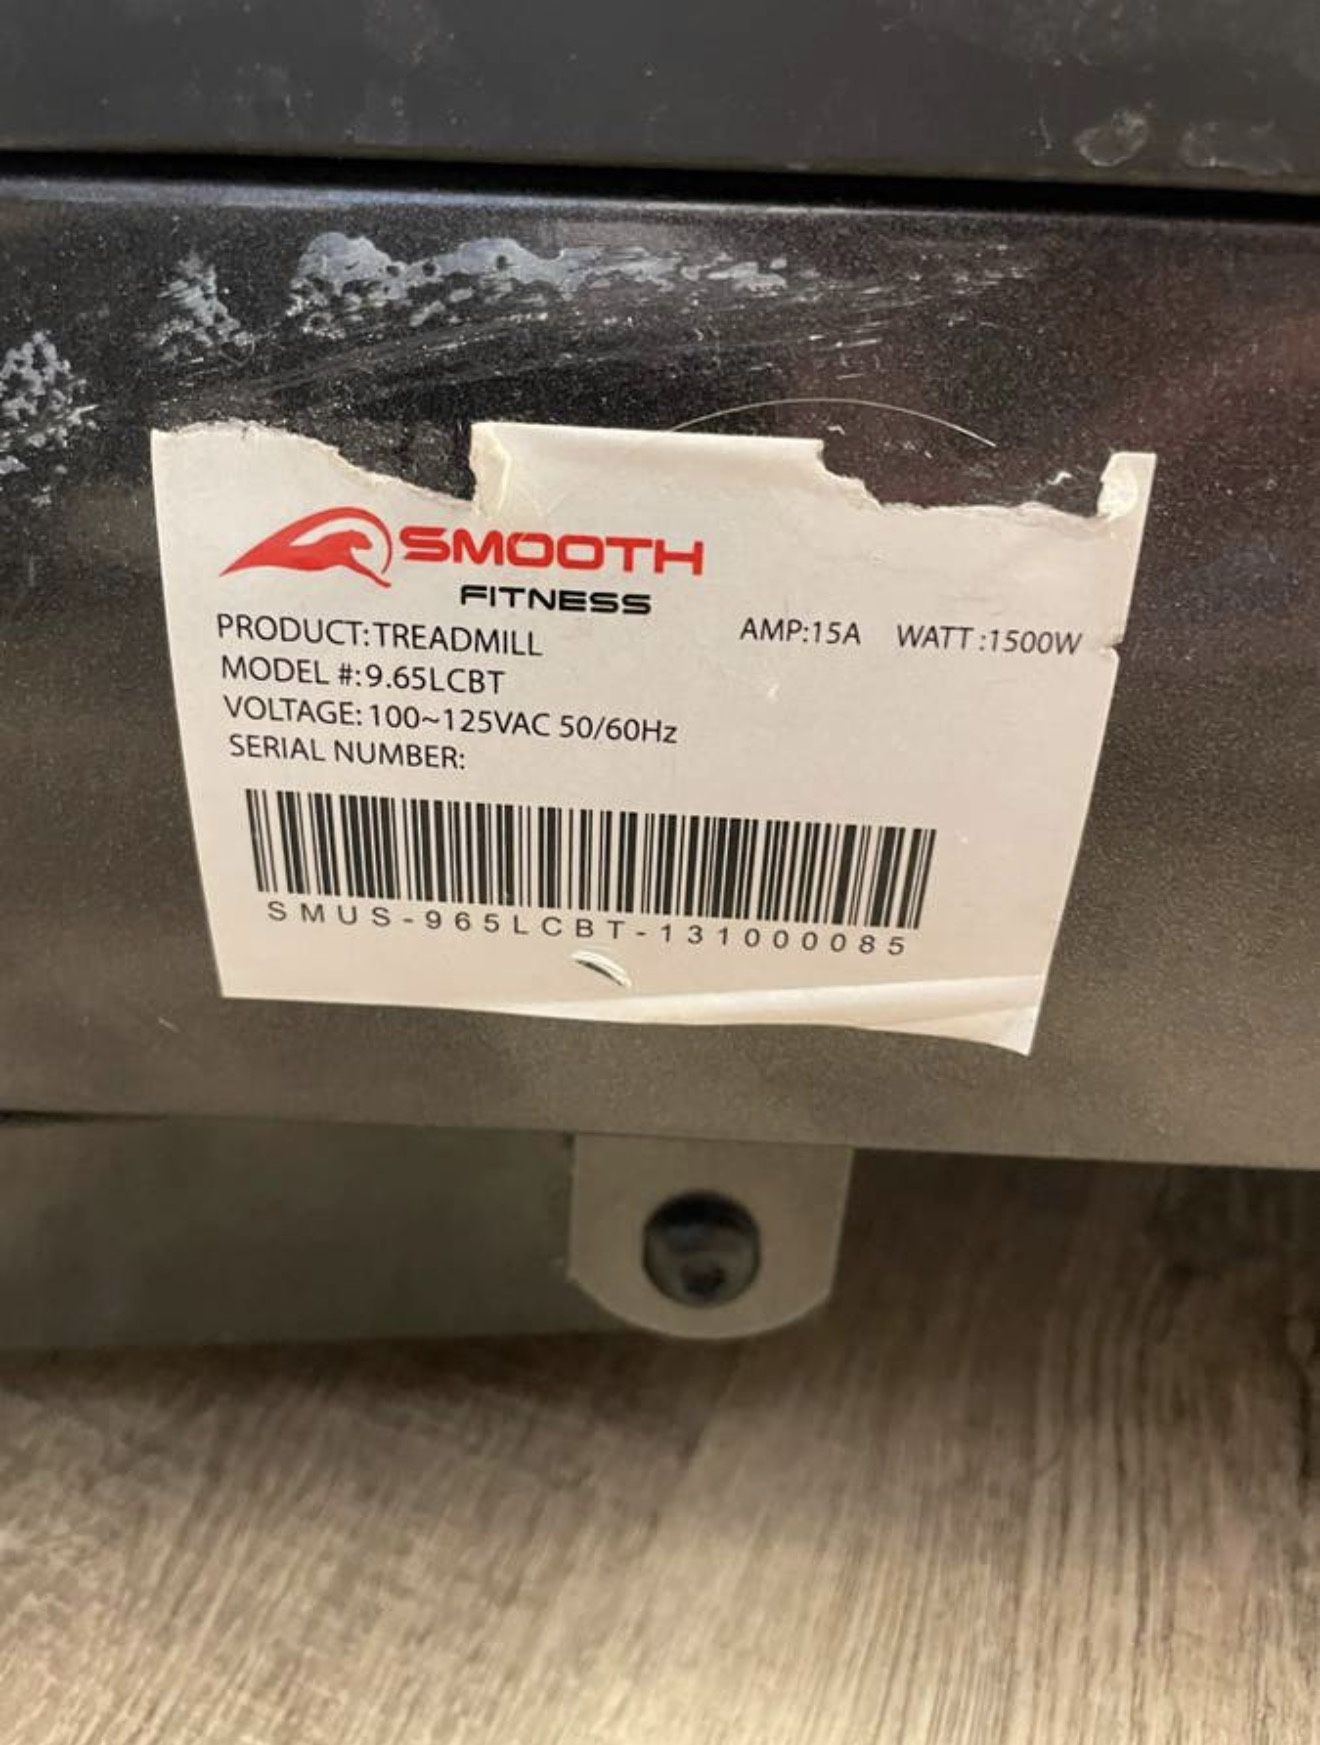 SMOOTH
FITNESS
PRODUCT:TREADMILL AMP:15A WATT :1500W
MODEL #:9.65LCBT
VOLTAGE: 100~125VAC 50/60Hz
SERIAL NUMBER:
SMUS-965LCBT-131000085